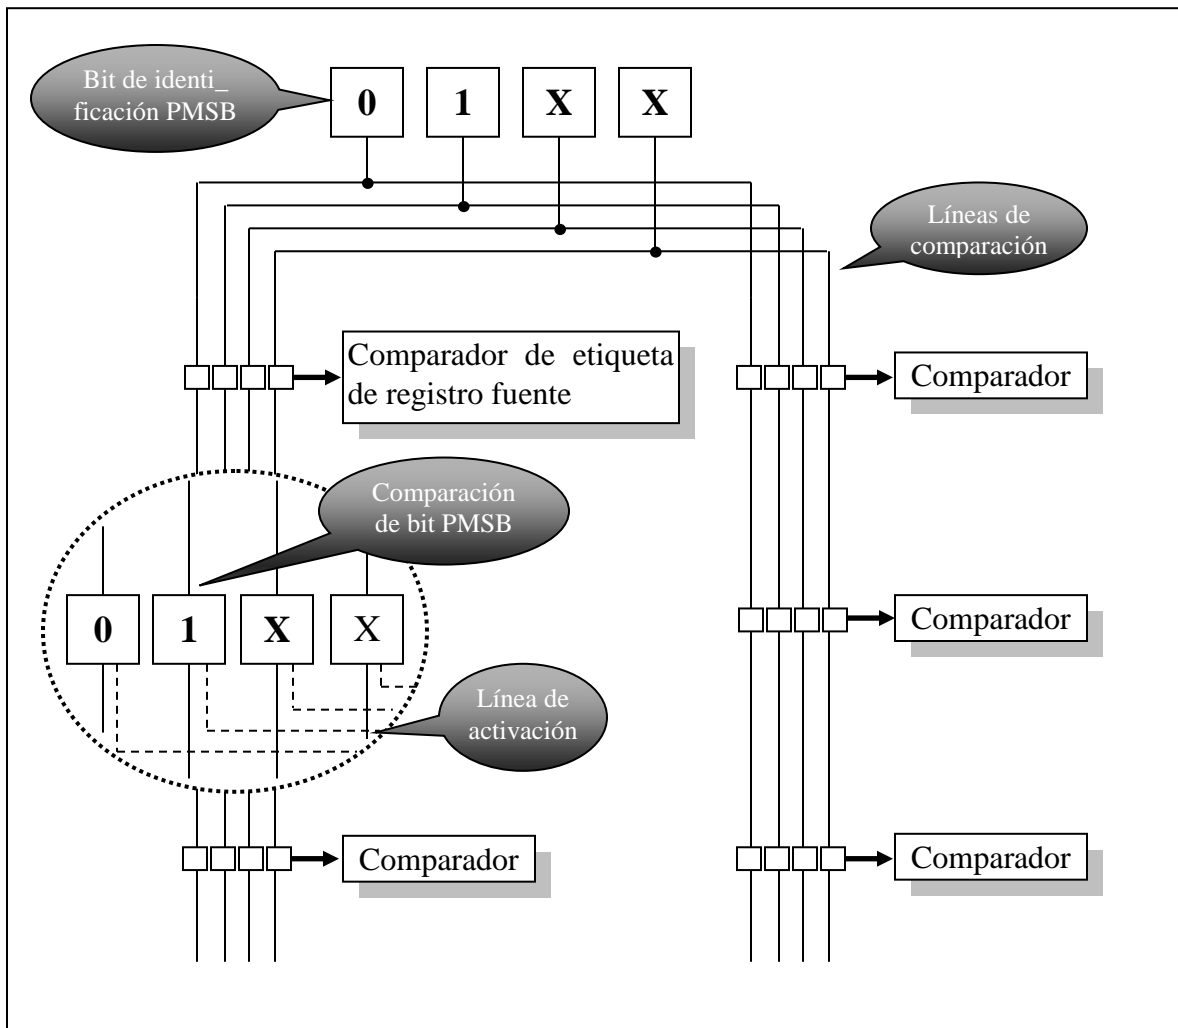 Bit de identi_
ficación PMSB
0 1 X X
Líneas de
comparación
Comparador de etiqueta
de registro fuente
Comparador
Comparación
de bit PMSB
0 1 X X
Comparador
Línea de
activación
Comparador
Comparador